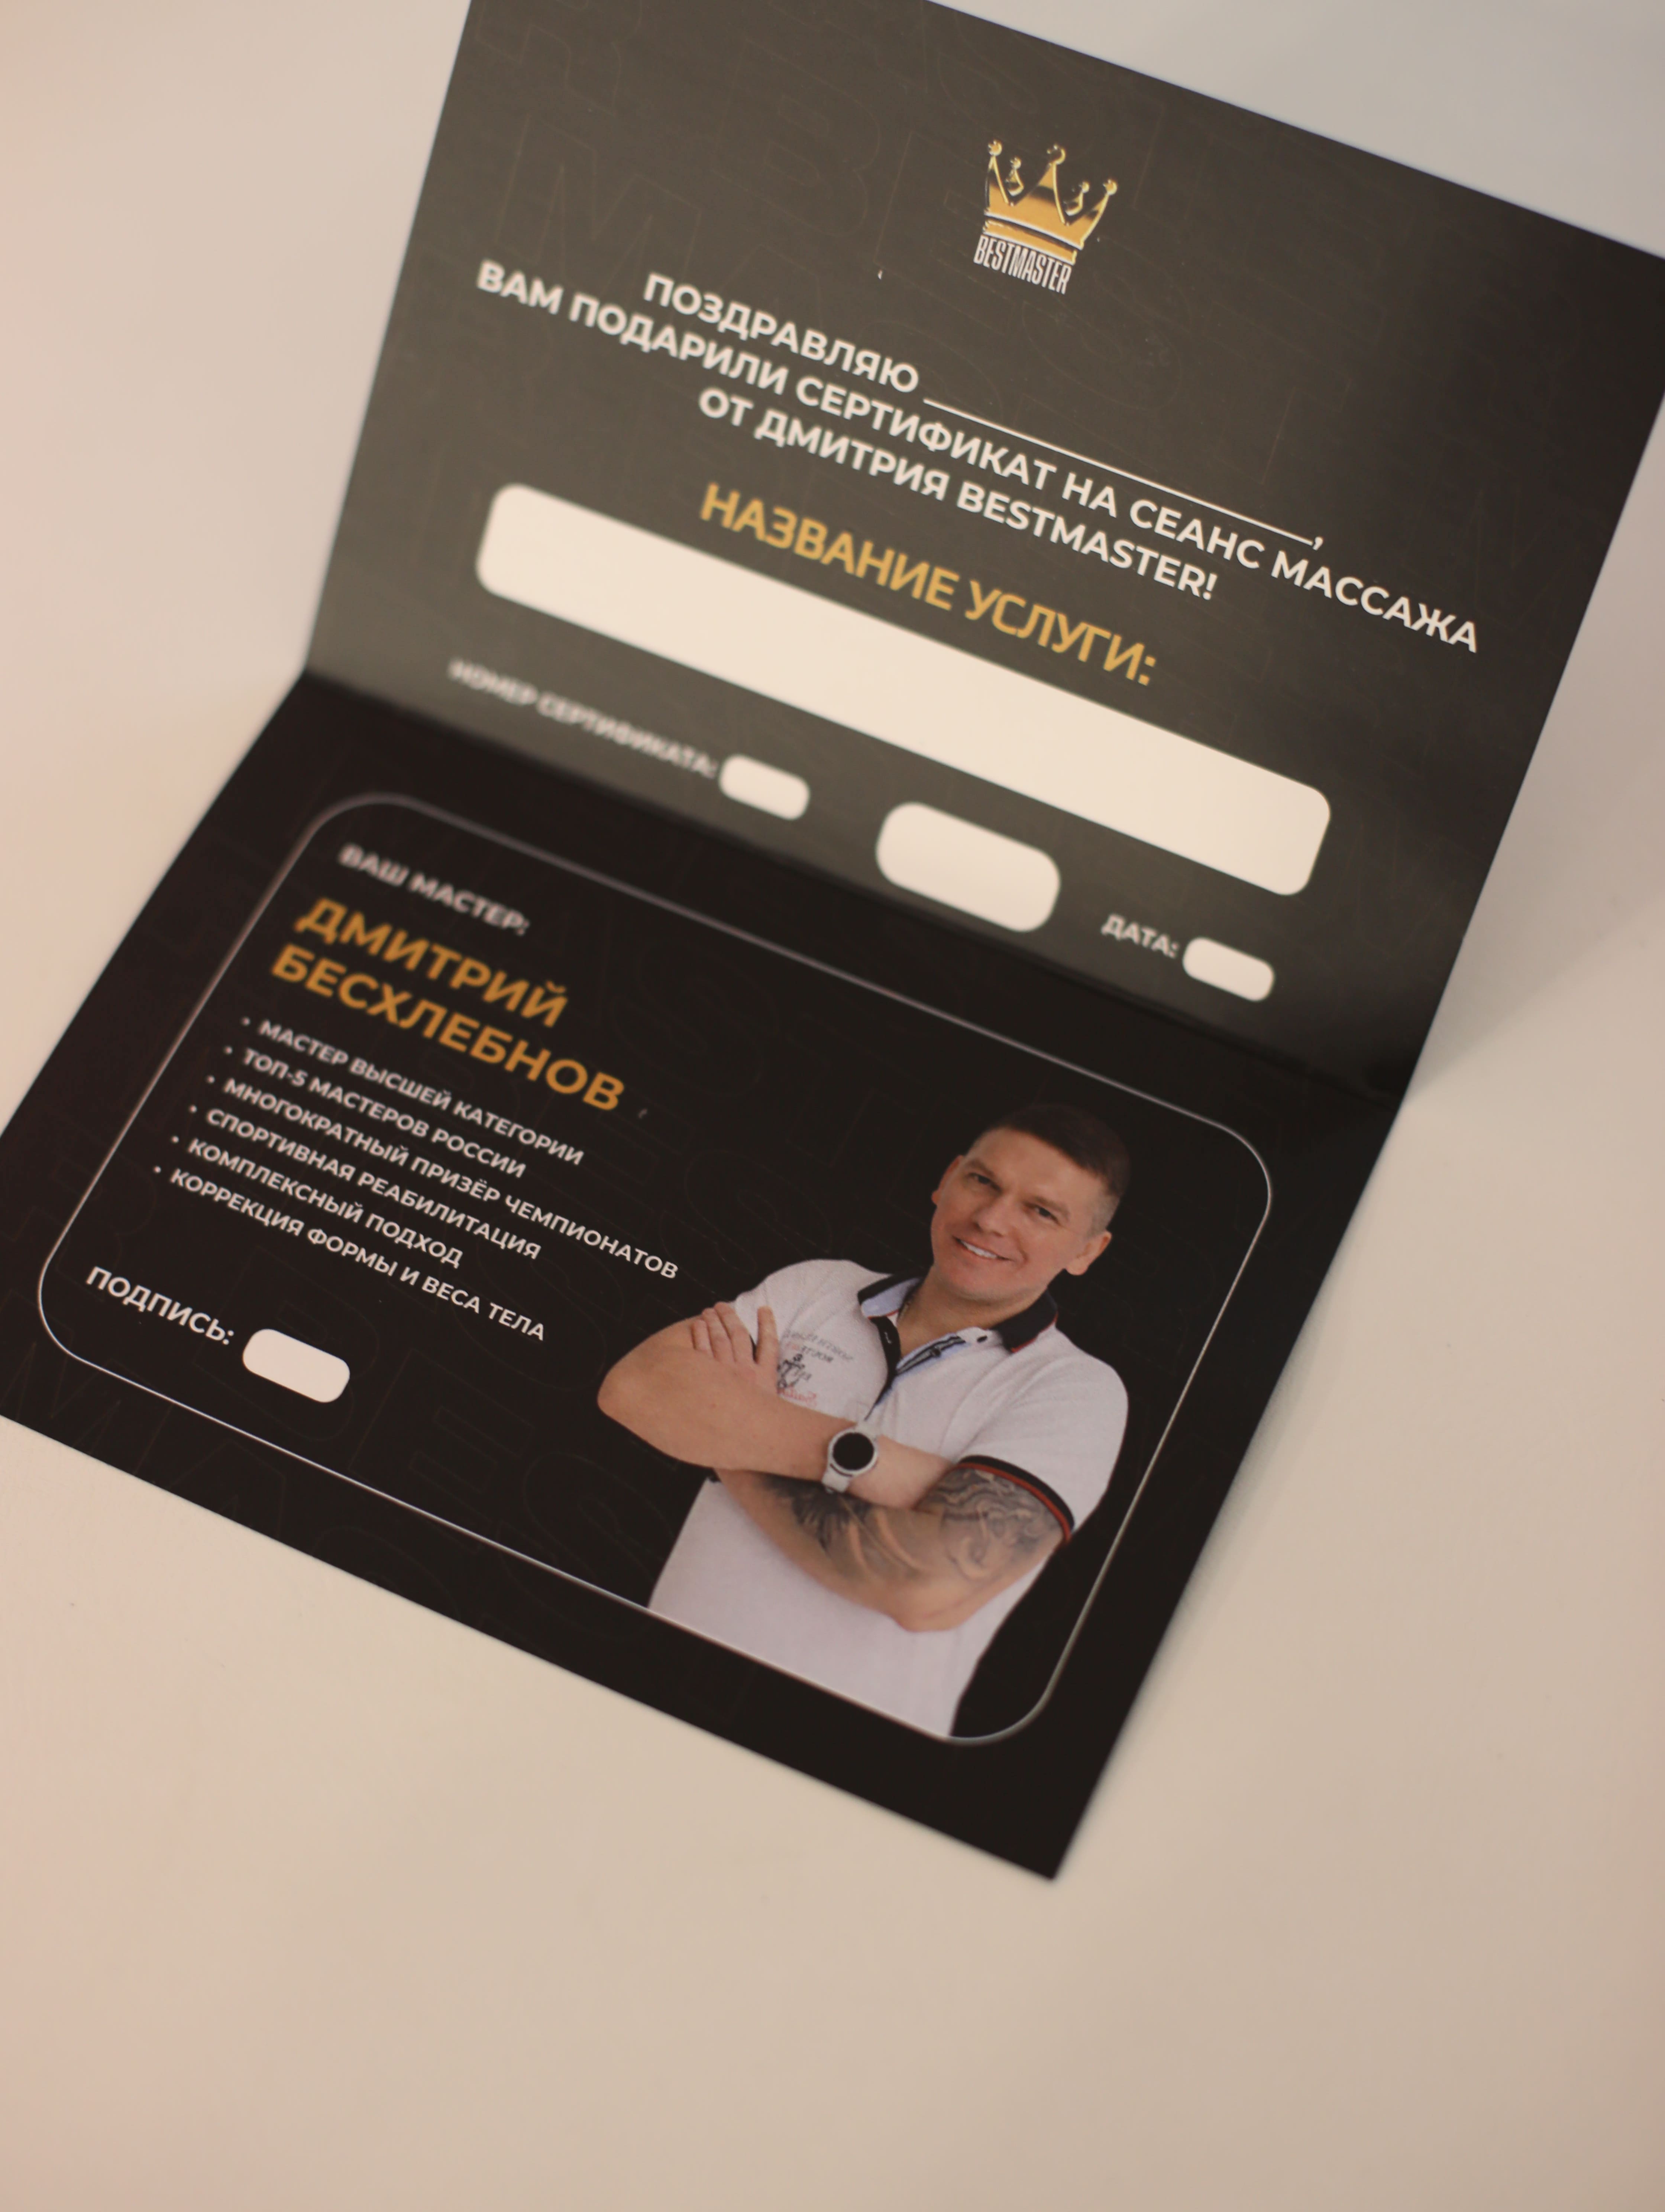 BESTMASTER
ПОЗДРАВЛЯЮ ____________________,
ВАМ ПОДАРИЛИ СЕРТИФИКАТ НА СЕАНС МАССАЖА
ОТ ДМИТРИЯ BESTMASTER!
НАЗВАНИЕ УСЛУГИ:
НОМЕР СЕРТИФИКАТА:
ДАТА:
ВАШ МАСТЕР:
ДМИТРИЙ
БЕСХЛЕБНОВ
• МАСТЕР ВЫСШЕЙ КАТЕГОРИИ
• ТОП-5 МАСТЕРОВ РОССИИ
• МНОГОКРАТНЫЙ ПРИЗЁР ЧЕМПИОНАТОВ
• СПОРТИВНАЯ РЕАБИЛИТАЦИЯ
• КОМПЛЕКСНЫЙ ПОДХОД
• КОРРЕКЦИЯ ФОРМЫ И ВЕСА ТЕЛА
ПОДПИСЬ: